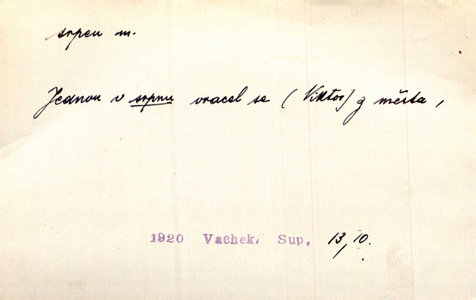 srpen m.
Jednou v srpnu vracel se (Viktor) z města,
1920 Vachek, Sup. 13, 10.